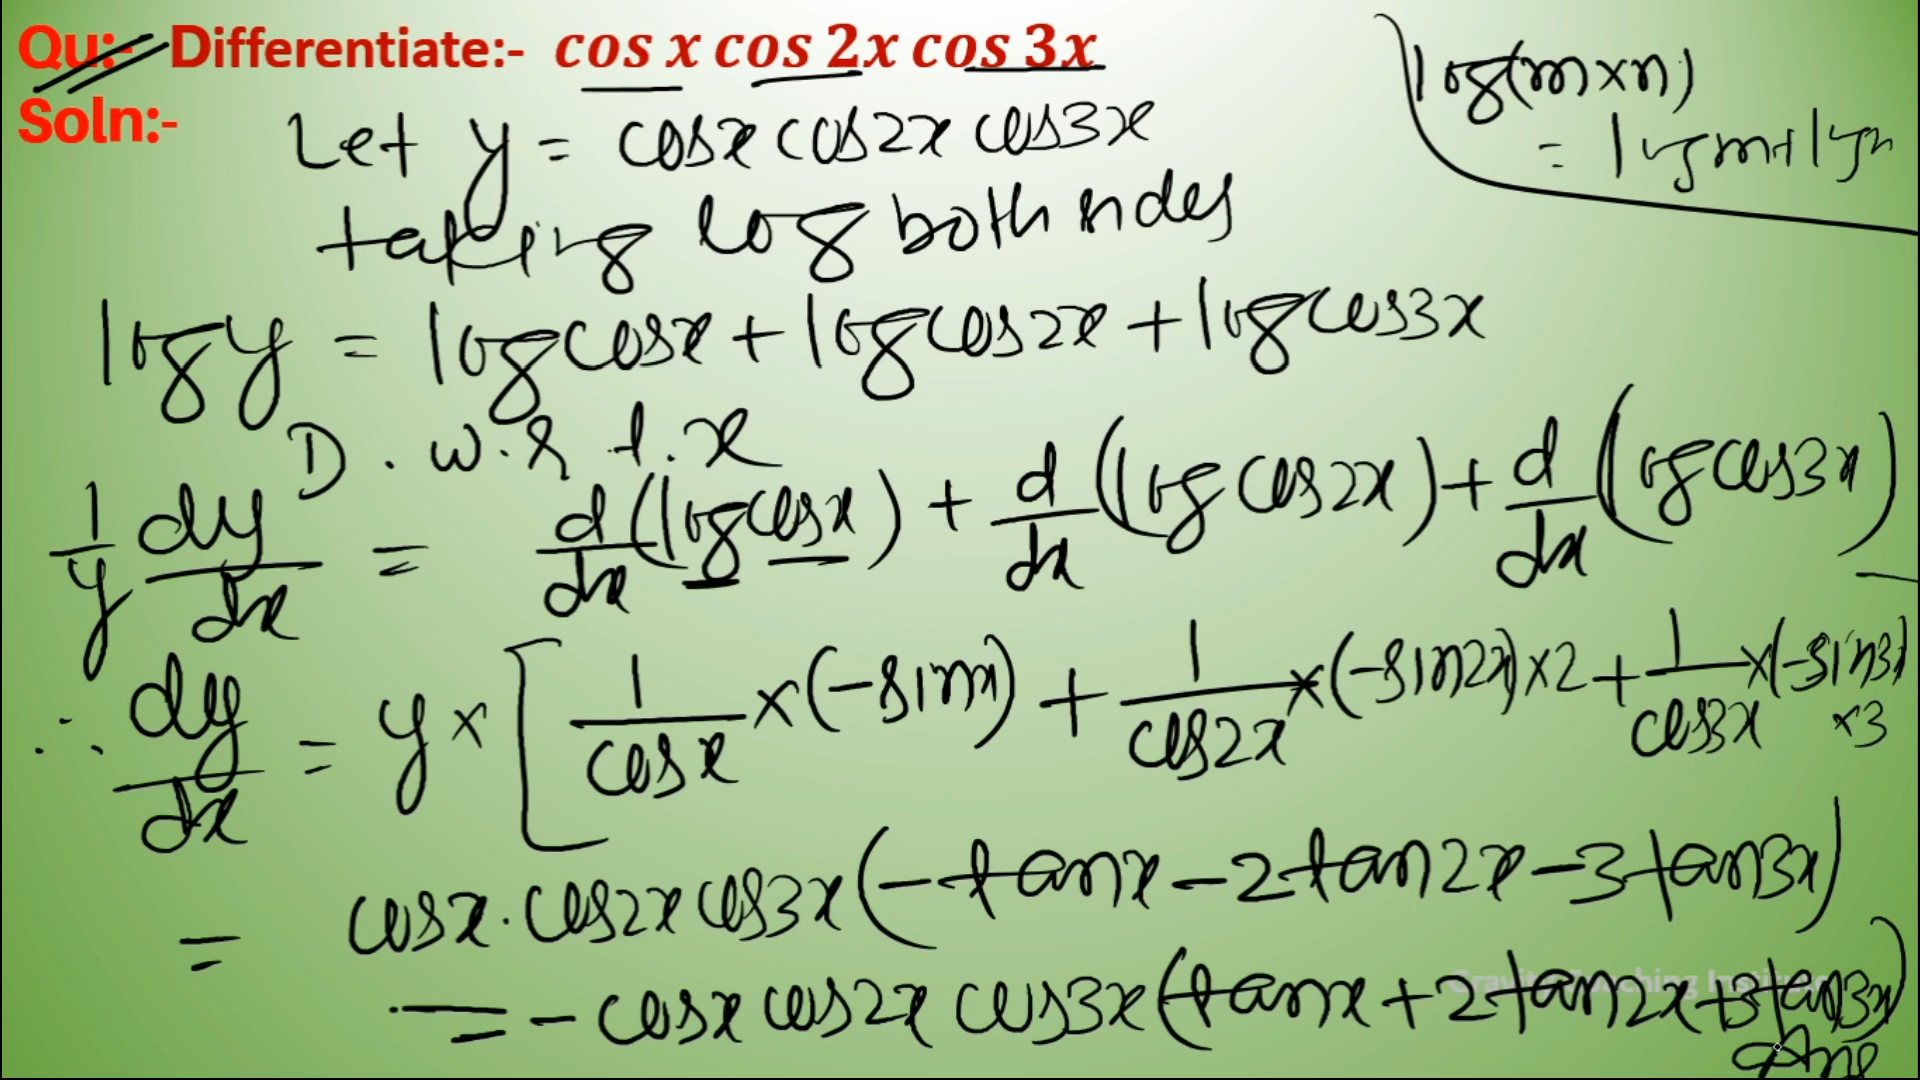 Qu:- Differentiate:- cos x cos 2x cos 3x
log(m×n)
= log m + log n
Soln:-
Let y = cosx cos2x cos3x
taking log both sides
log y = log cosx + log cos2x + log cos3x
D. w. r. t. x
1/y dy/dx = d/dx (log cosx) + d/dx (log cos2x) + d/dx (log cos3x)
∴ dy/dx = y × [ 1/cosx × (-sinx) + 1/cos2x × (-sin2x) × 2 + 1/cos3x × (-sin3x) × 3
= cosx . cos2x cos3x (-tanx - 2tan2x - 3tan3x)
= - cosx cos2x cos3x (tanx + 2tan2x + 3tan3x)
Ans